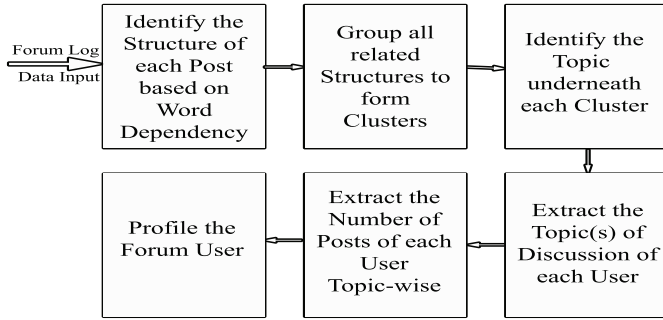 Forum Log
Data Input
Identify the
Structure of
each Post
based on
Word
Dependency
Group all
related
Structures to
form
Clusters
Identify the
Topic
underneath
each Cluster
Extract the
Topic(s) of
Discussion of
each User
Extract the
Number of
Posts of each
User
Topic-wise
Profile the
Forum User